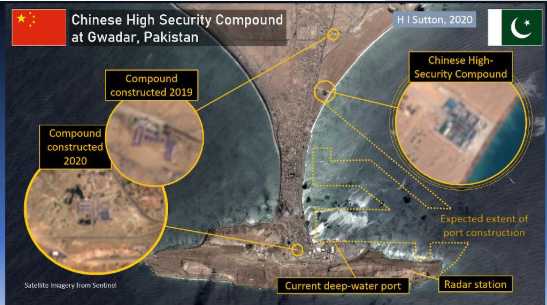 Chinese High Security Compound
at Gwadar, Pakistan
H I Sutton, 2020
Compound
constructed 2019
Chinese High-
Security Compound
Compound
constructed
2020
Expected extent of
port construction
Satellite Imagery from Sentinel
Current deep-water port
Radar station